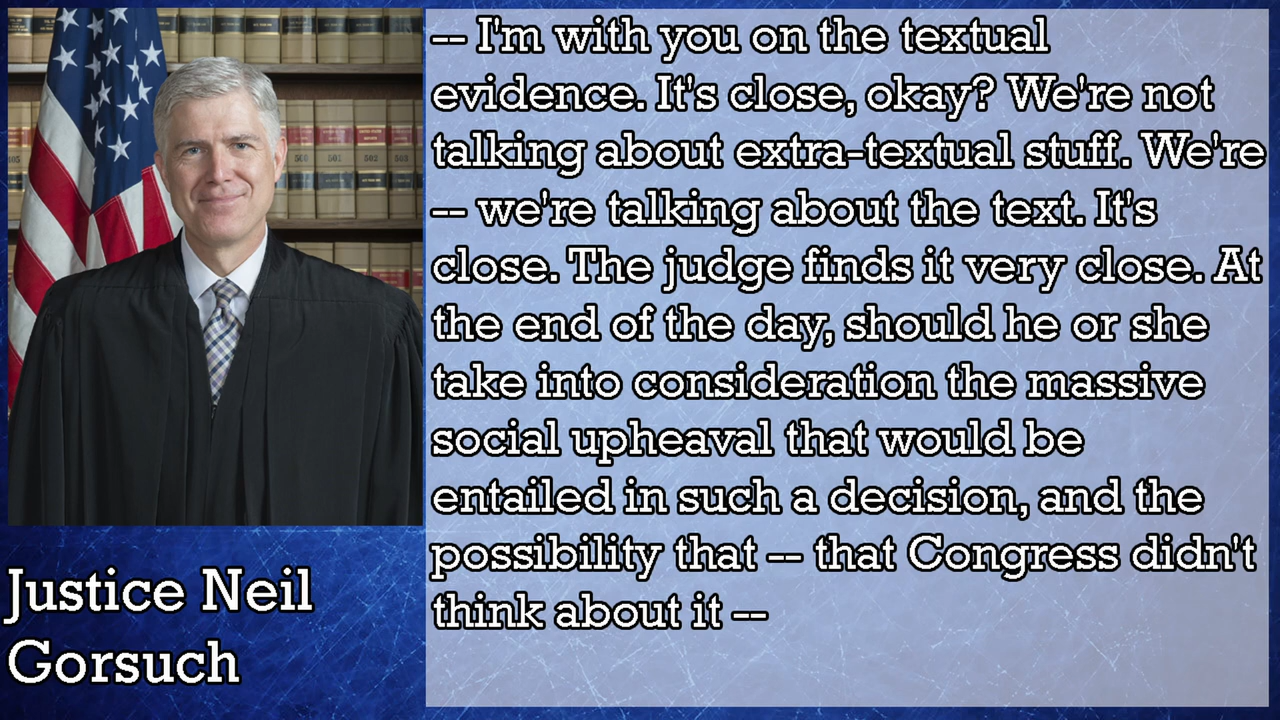 -- I'm with you on the textual
evidence. It's close, okay? We're not
talking about extra-textual stuff. We're
-- we're talking about the text. It's
close. The judge finds it very close. At
the end of the day, should he or she
take into consideration the massive
social upheaval that would be
entailed in such a decision, and the
possibility that -- that Congress didn't
think about it --
Justice Neil
Gorsuch
501
502